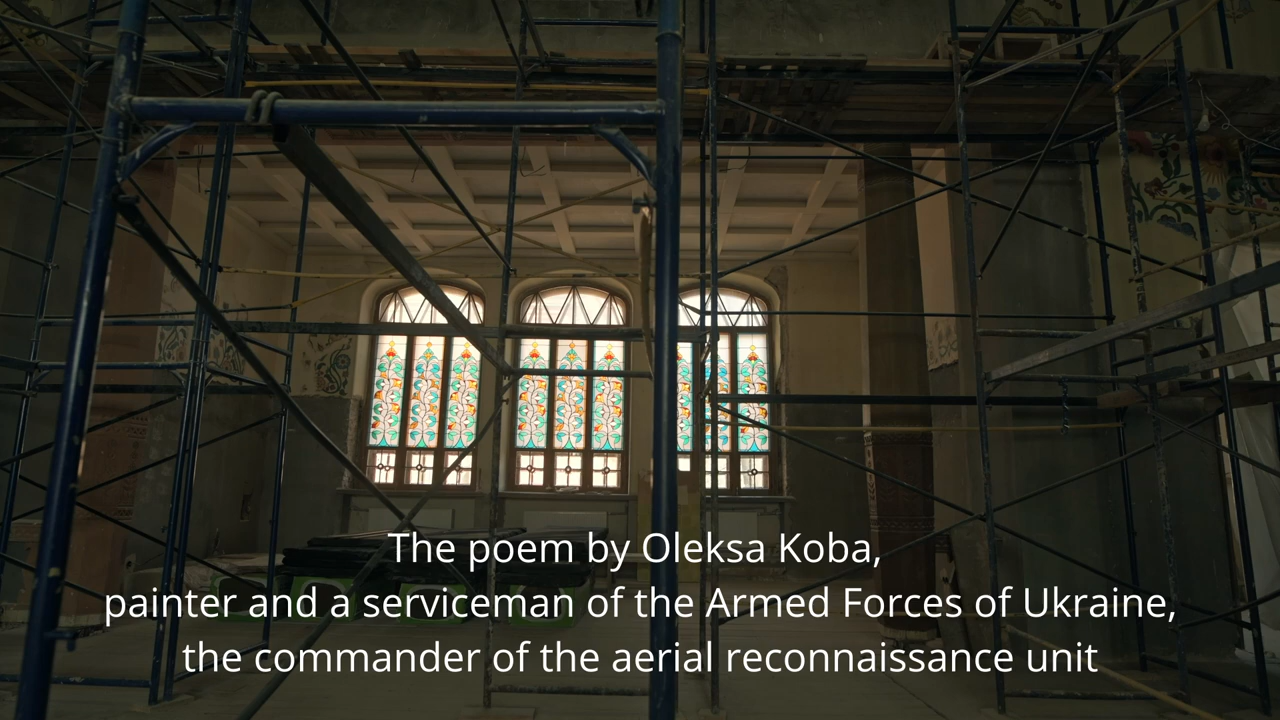 The poem by Oleksa Koba,
painter and a serviceman of the Armed Forces of Ukraine,
the commander of the aerial reconnaissance unit